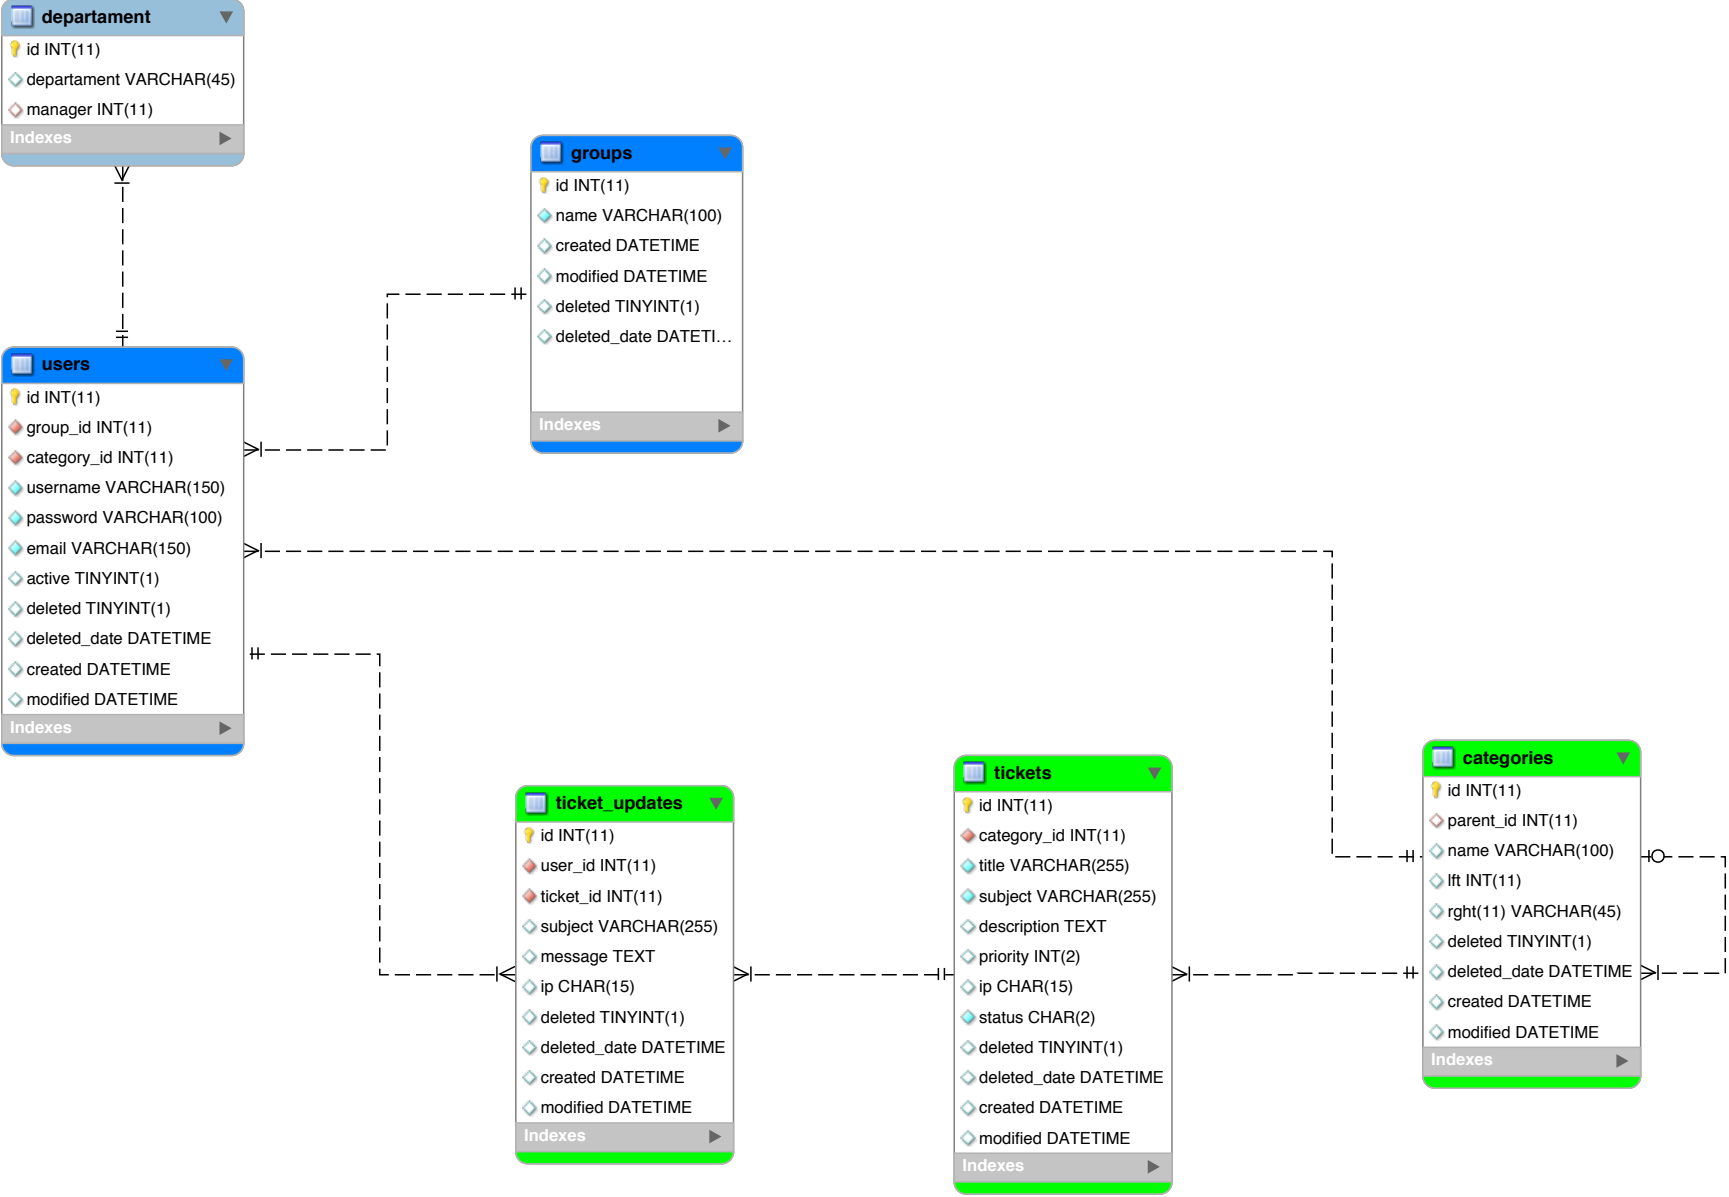 departament
id INT(11)
departament VARCHAR(45)
manager INT(11)
Indexes
groups
id INT(11)
name VARCHAR(100)
created DATETIME
modified DATETIME
deleted TINYINT(1)
deleted_date DATETI...
Indexes
users
id INT(11)
group_id INT(11)
category_id INT(11)
username VARCHAR(150)
password VARCHAR(100)
email VARCHAR(150)
active TINYINT(1)
deleted TINYINT(1)
deleted_date DATETIME
created DATETIME
modified DATETIME
Indexes
ticket_updates
id INT(11)
user_id INT(11)
ticket_id INT(11)
subject VARCHAR(255)
message TEXT
ip CHAR(15)
deleted TINYINT(1)
deleted_date DATETIME
created DATETIME
modified DATETIME
Indexes
tickets
id INT(11)
category_id INT(11)
title VARCHAR(255)
subject VARCHAR(255)
description TEXT
priority INT(2)
ip CHAR(15)
status CHAR(2)
deleted TINYINT(1)
deleted_date DATETIME
created DATETIME
modified DATETIME
Indexes
categories
id INT(11)
parent_id INT(11)
name VARCHAR(100)
lft INT(11)
rght(11) VARCHAR(45)
deleted TINYINT(1)
deleted_date DATETIME
created DATETIME
modified DATETIME
Indexes